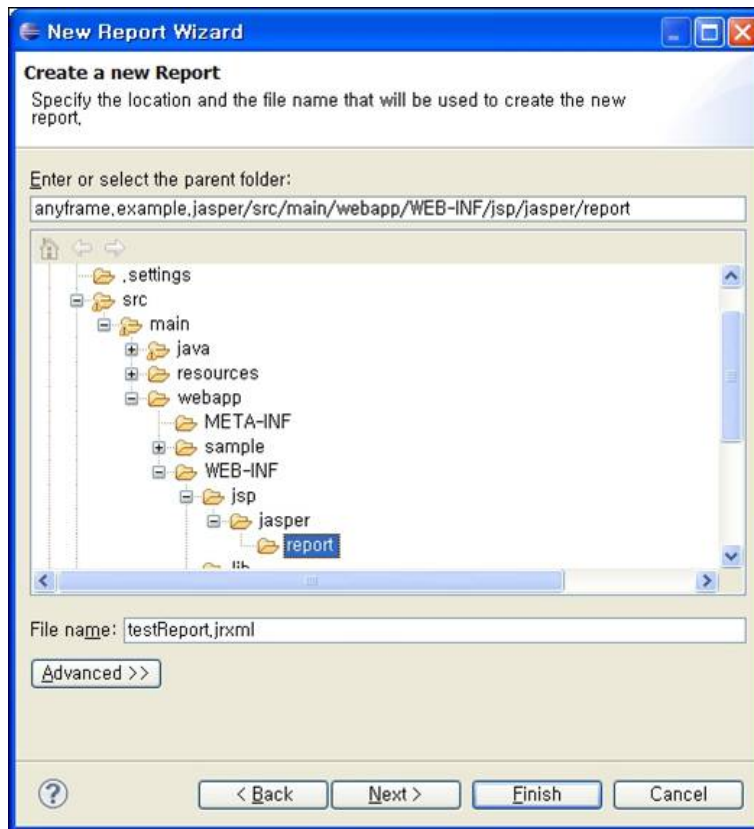 New Report Wizard
Create a new Report
Specify the location and the file name that will be used to create the new
report.
Enter or select the parent folder:
anyframe.example.jasper/src/main/webapp/WEB-INF/jsp/jasper/report
.settings
src
main
java
resources
webapp
META-INF
sample
WEB-INF
jsp
jasper
report
lib
File name: testReport.jrxml
Advanced >>
? < Back Next > Finish Cancel